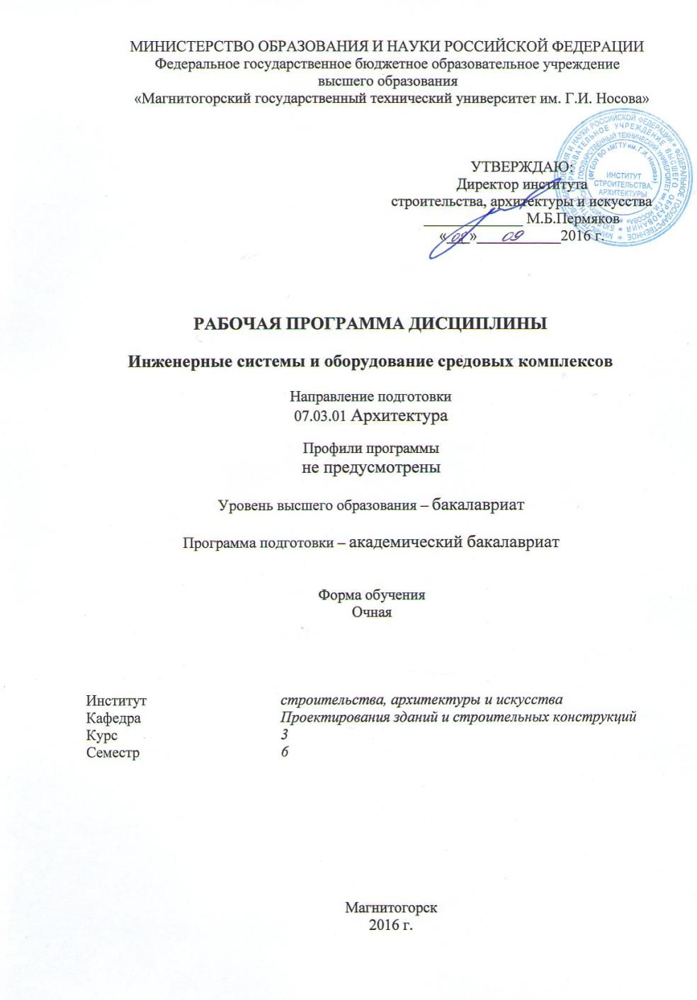 МИНИСТЕРСТВО ОБРАЗОВАНИЯ И НАУКИ РОССИЙСКОЙ ФЕДЕРАЦИИ
Федеральное государственное бюджетное образовательное учреждение
высшего образования
«Магнитогорский государственный технический университет им. Г.И. Носова»
УТВЕРЖДАЮ:
Директор института
строительства, архитектуры и искусства
_____________ М.Б.Пермяков
«02» 09 2016 г.
ИНСТИТУТ
СТРОИТЕЛЬСТВА,
АРХИТЕКТУРЫ
РАБОЧАЯ ПРОГРАММА ДИСЦИПЛИНЫ
Инженерные системы и оборудование средовых комплексов
Направление подготовки
07.03.01 Архитектура
Профили программы
не предусмотрены
Уровень высшего образования – бакалавриат
Программа подготовки – академический бакалавриат
Форма обучения
Очная
Институт строительства, архитектуры и искусства
Кафедра Проектирования зданий и строительных конструкций
Курс 3
Семестр 6
Магнитогорск
2016 г.